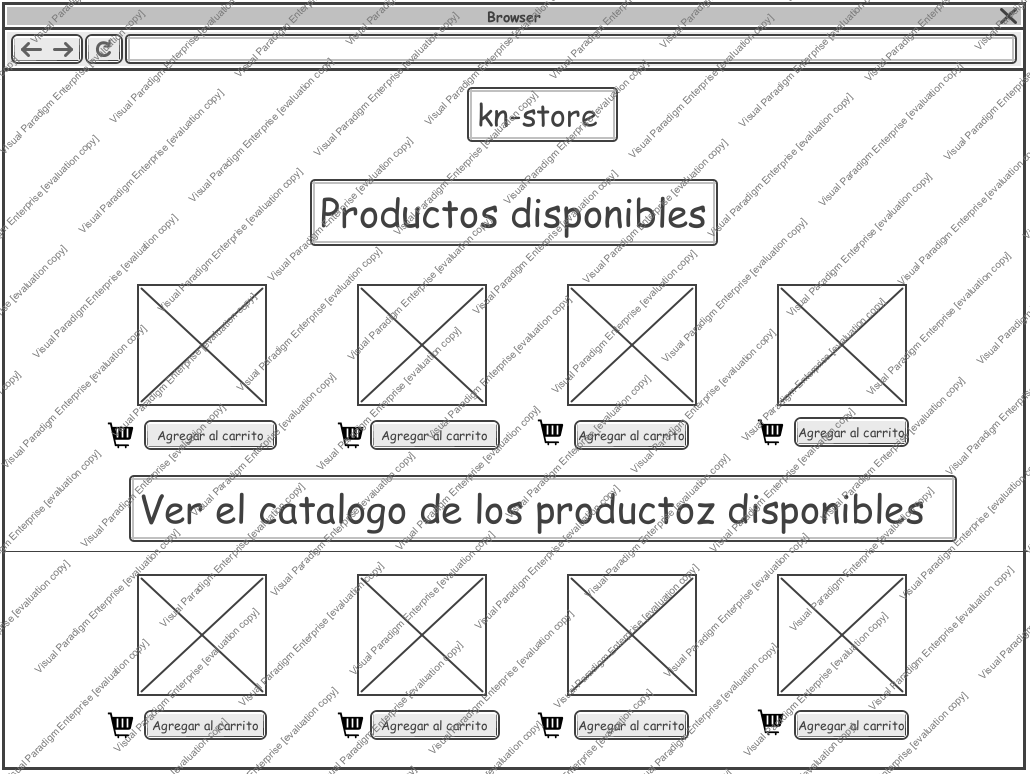 Browser
kn-store
Productos disponibles
Agregar al carrito Agregar al carrito Agregar al carrito Agregar al carrito
Ver el catalogo de los productoz disponibles
Agregar al carrito Agregar al carrito Agregar al carrito Agregar al carrito
Visual Paradigm Enterprise [evaluation copy]